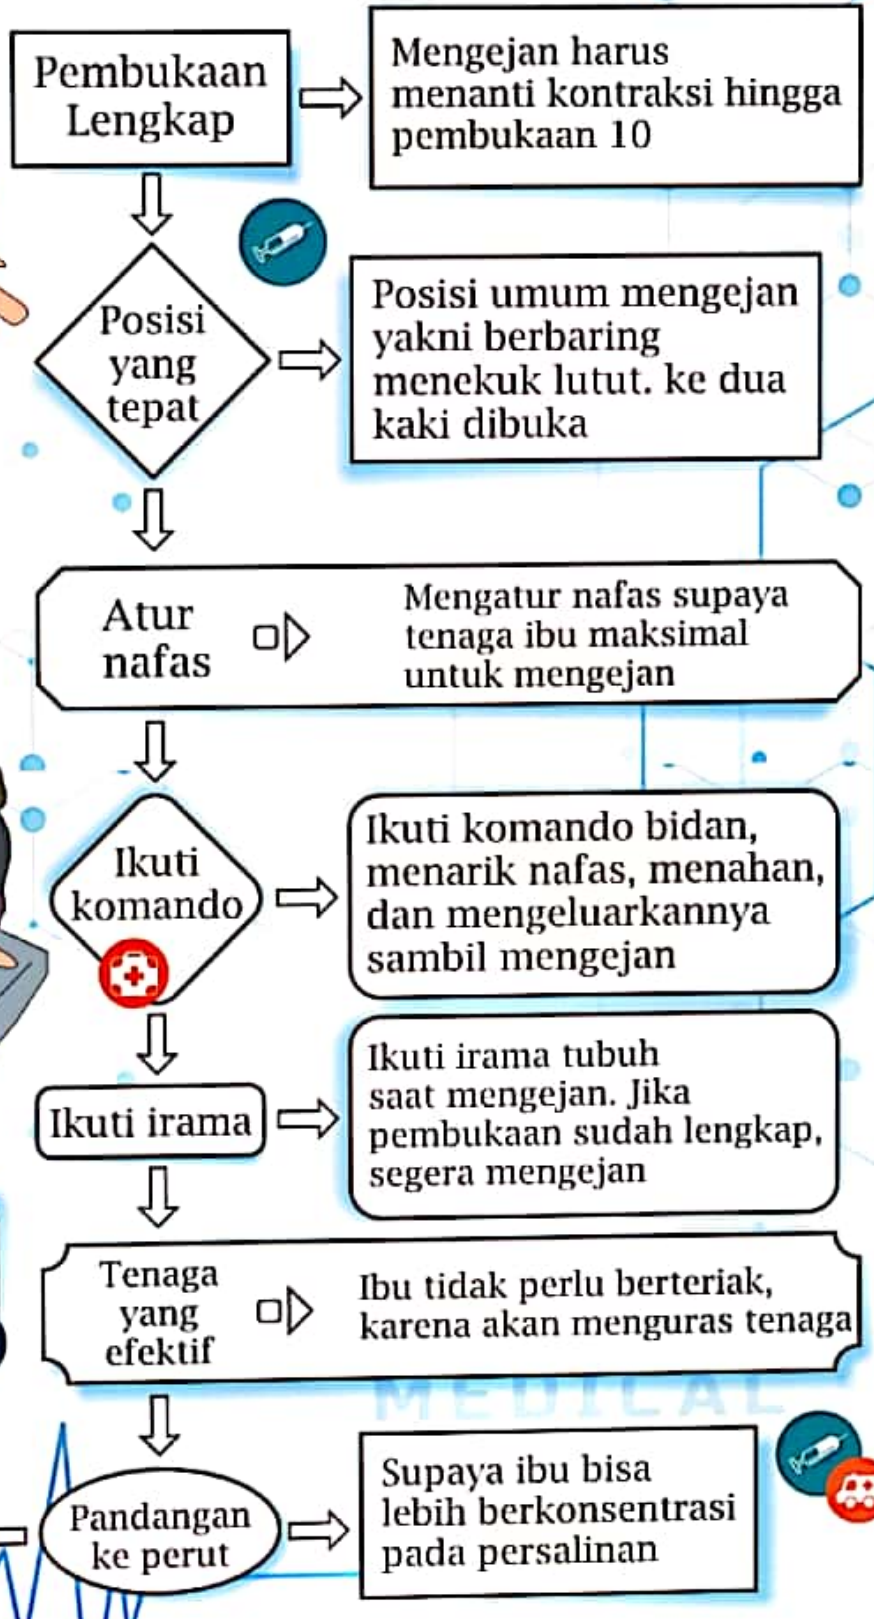 Pembukaan
Lengkap
Mengejan harus
menanti kontraksi hingga
pembukaan 10
Posisi
yang
tepat
Posisi umum mengejan
yakni berbaring
menekuk lutut. ke dua
kaki dibuka
Atur
nafas
Mengatur nafas supaya
tenaga ibu maksimal
untuk mengejan
Ikuti
komando
Ikuti komando bidan,
menarik nafas, menahan,
dan mengeluarkannya
sambil mengejan
Ikuti irama
Ikuti irama tubuh
saat mengejan. Jika
pembukaan sudah lengkap,
segera mengejan
Tenaga
yang
efektif
Ibu tidak perlu berteriak,
karena akan menguras tenaga
MEDICAL
Pandangan
ke perut
Supaya ibu bisa
lebih berkonsentrasi
pada persalinan